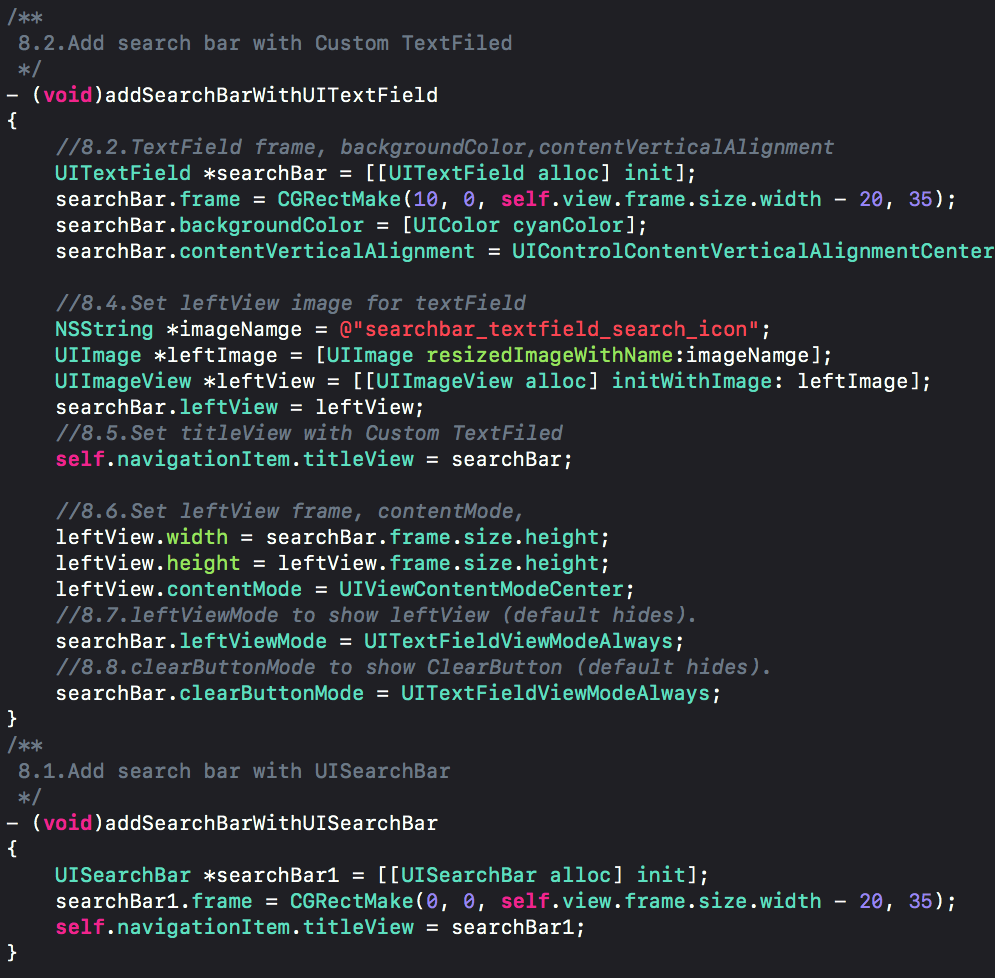 /**
 8.2.Add search bar with Custom TextFiled
 */
- (void)addSearchBarWithUITextField
{
    //8.2.TextField frame, backgroundColor,contentVerticalAlignment
    UITextField *searchBar = [[UITextField alloc] init];
    searchBar.frame = CGRectMake(10, 0, self.view.frame.size.width - 20, 35);
    searchBar.backgroundColor = [UIColor cyanColor];
    searchBar.contentVerticalAlignment = UIControlContentVerticalAlignmentCenter

    //8.4.Set leftView image for textField
    NSString *imageNamge = @"searchbar_textfield_search_icon";
    UIImage *leftImage = [UIImage resizedImageWithName:imageNamge];
    UIImageView *leftView = [[UIImageView alloc] initWithImage: leftImage];
    searchBar.leftView = leftView;
    //8.5.Set titleView with Custom TextFiled
    self.navigationItem.titleView = searchBar;

    //8.6.Set leftView frame, contentMode,
    leftView.width = searchBar.frame.size.height;
    leftView.height = leftView.frame.size.height;
    leftView.contentMode = UIViewContentModeCenter;
    //8.7.leftViewMode to show leftView (default hides).
    searchBar.leftViewMode = UITextFieldViewModeAlways;
    //8.8.clearButtonMode to show ClearButton (default hides).
    searchBar.clearButtonMode = UITextFieldViewModeAlways;
}
/**
 8.1.Add search bar with UISearchBar
 */
- (void)addSearchBarWithUISearchBar
{
    UISearchBar *searchBar1 = [[UISearchBar alloc] init];
    searchBar1.frame = CGRectMake(0, 0, self.view.frame.size.width - 20, 35);
    self.navigationItem.titleView = searchBar1;
}